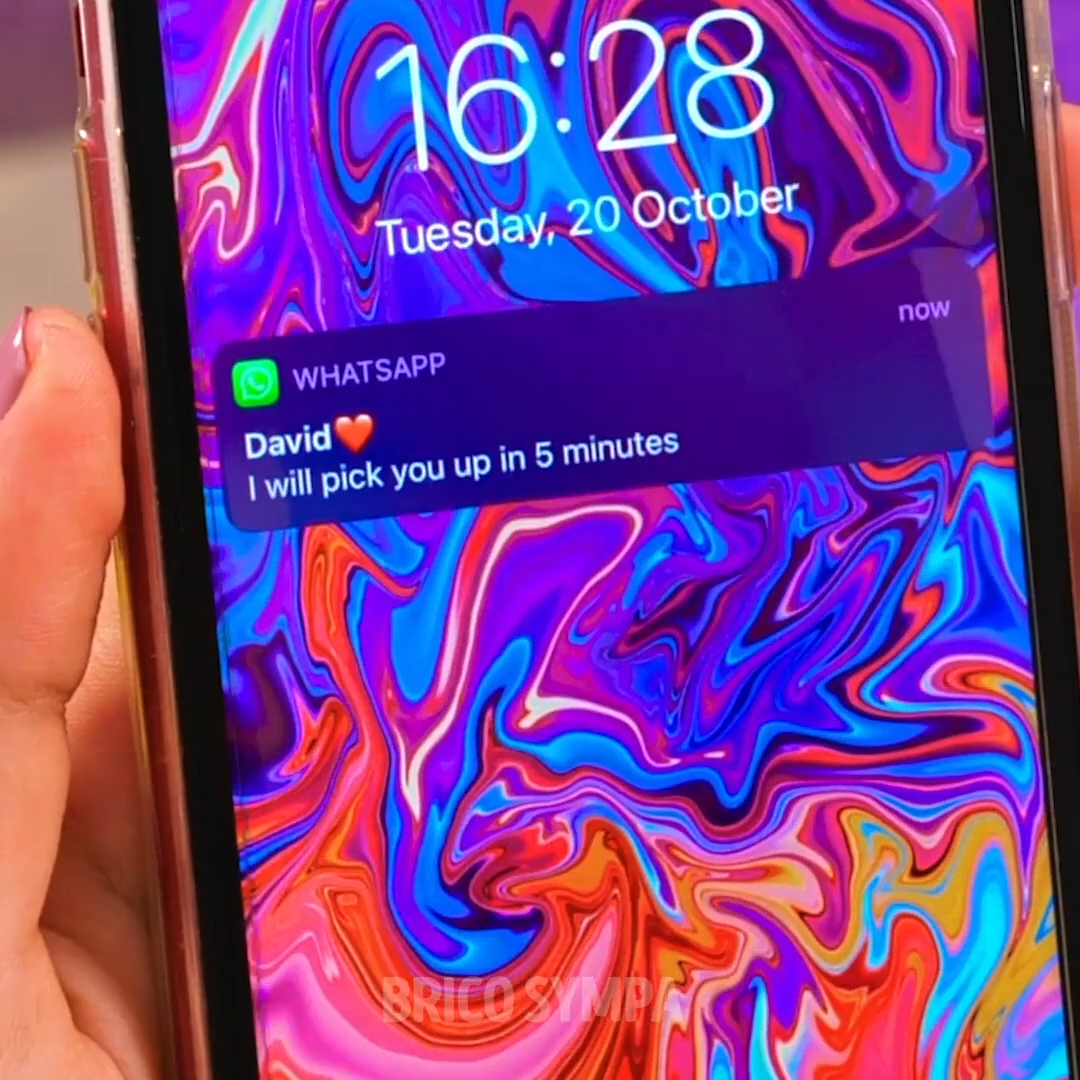 16:28
Tuesday, 20 October
WHATSAPP now
David❤️
I will pick you up in 5 minutes
BRICO SYMPA